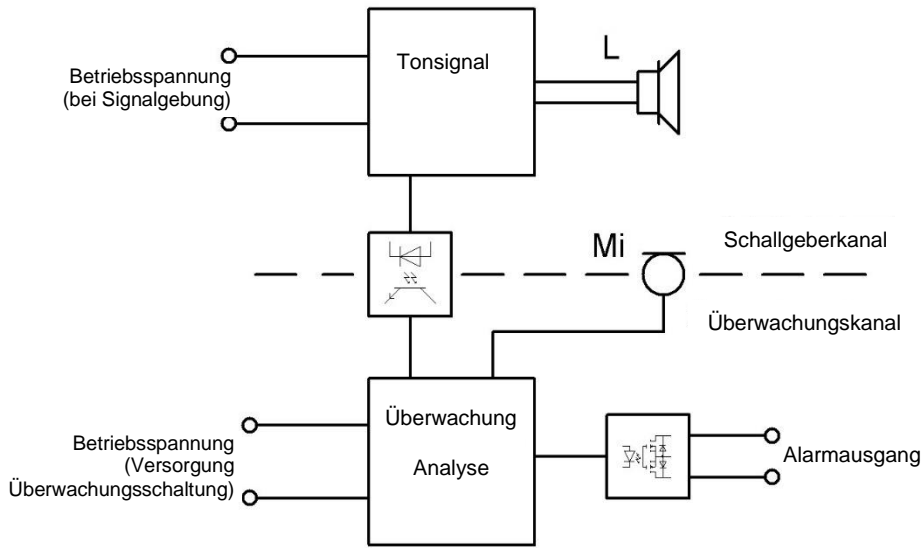 Betriebsspannung
(bei Signalgebung)
Tonsignal
L
Mi
Schallgeberkanal
Überwachungskanal
Betriebsspannung
(Versorgung
Überwachungsschaltung)
Überwachung
Analyse
Alarmausgang